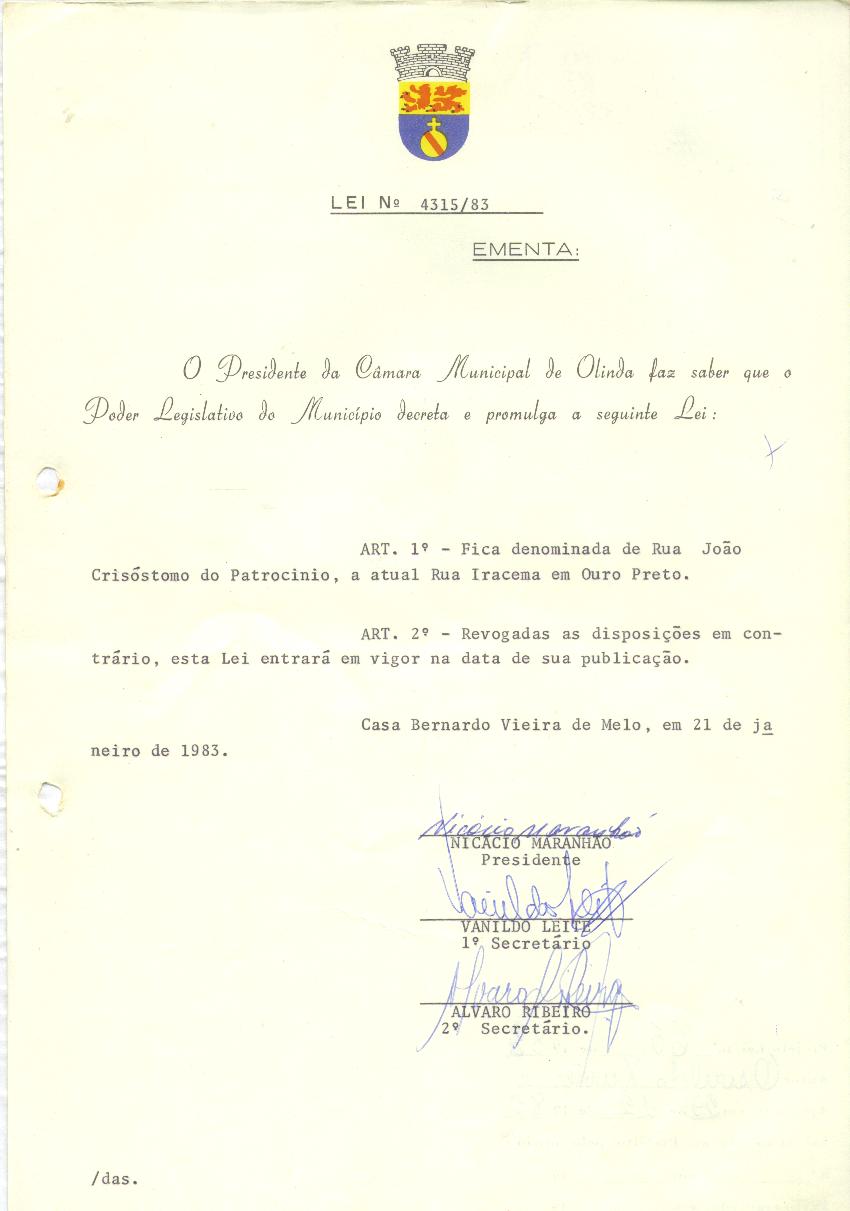 LEI Nº 4315/83
EMENTA:
O Presidente da Câmara Municipal de Olinda faz saber que o
Poder Legislativo do Município decreta e promulga a seguinte Lei:
ART. 1º - Fica denominada de Rua João
Crisóstomo do Patrocinio, a atual Rua Iracema em Ouro Preto.
ART. 2º - Revogadas as disposições em con-
trário, esta Lei entrará em vigor na data de sua publicação.
Casa Bernardo Vieira de Melo, em 21 de ja
neiro de 1983.
Nicácio Maranhão
NICÁCIO MARANHÃO
Presidente
Vanildo Leite
VANILDO LEITE
1º Secretário
Alvaro Ribeiro
ALVARO RIBEIRO
2º Secretário.
/das.